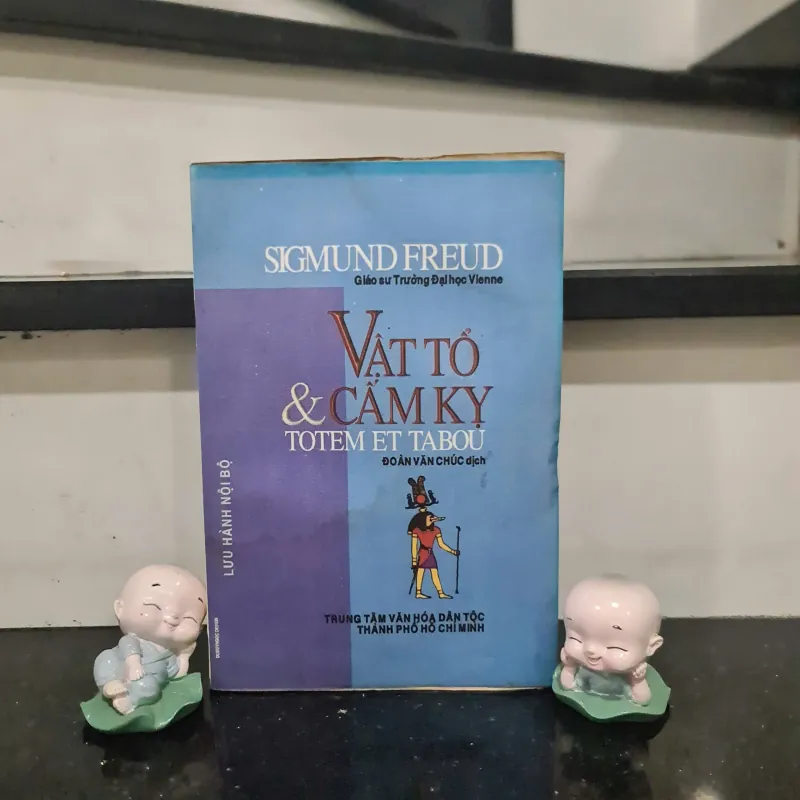 SIGMUND FREUD
Giáo sư Trường Đại học Vienne
VẬT TỔ
& CẤM KỴ
TOTEM ET TABOU
ĐOÀN VĂN CHÚC dịch
LƯU HÀNH NỘI BỘ
TRUNG TÂM VĂN HÓA DÂN TỘC
THÀNH PHỐ HỒ CHÍ MINH